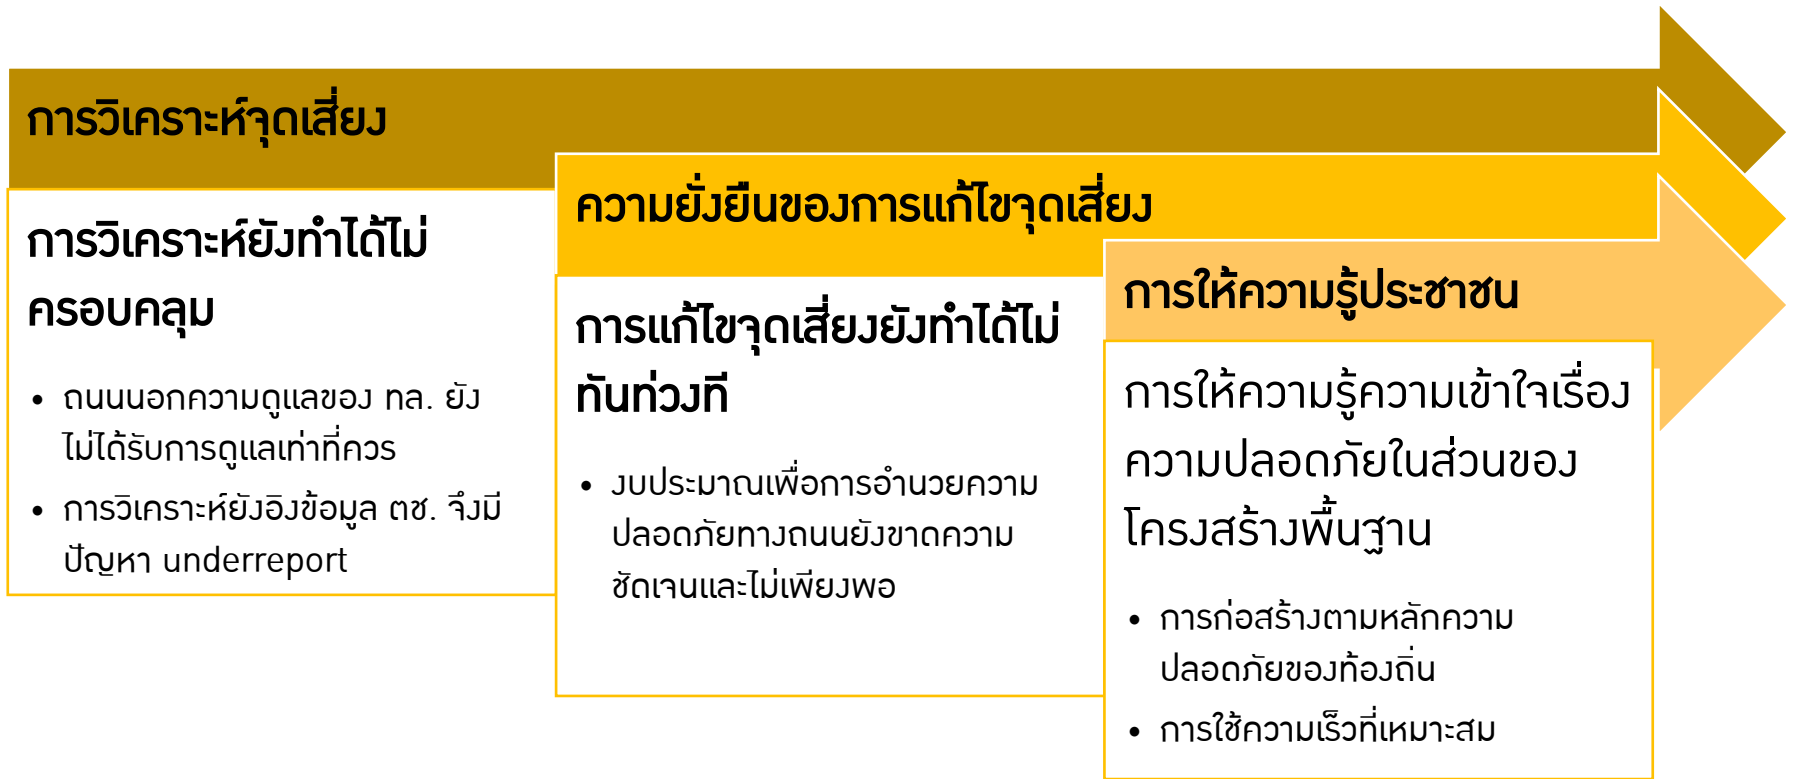 การวิเคราะห์จุดเสี่ยง
การวิเคราะห์ยังทำได้ไม่
ครอบคลุม
• ถนนนอกความดูแลของ ทล. ยัง
ไม่ได้รับการดูแลเท่าที่ควร
• การวิเคราะห์ยังอิงข้อมูล ตช. จึงมี
ปัญหา underreport
ความยั่งยืนของการแก้ไขจุดเสี่ยง
การแก้ไขจุดเสี่ยงยังทำได้ไม่
ทันท่วงที
• งบประมาณเพื่อการอำนวยความ
ปลอดภัยทางถนนยังขาดความ
ชัดเจนและไม่เพียงพอ
การให้ความรู้ประชาชน
การให้ความรู้ความเข้าใจเรื่อง
ความปลอดภัยในส่วนของ
โครงสร้างพื้นฐาน
• การก่อสร้างตามหลักความ
ปลอดภัยของท้องถิ่น
• การใช้ความเร็วที่เหมาะสม